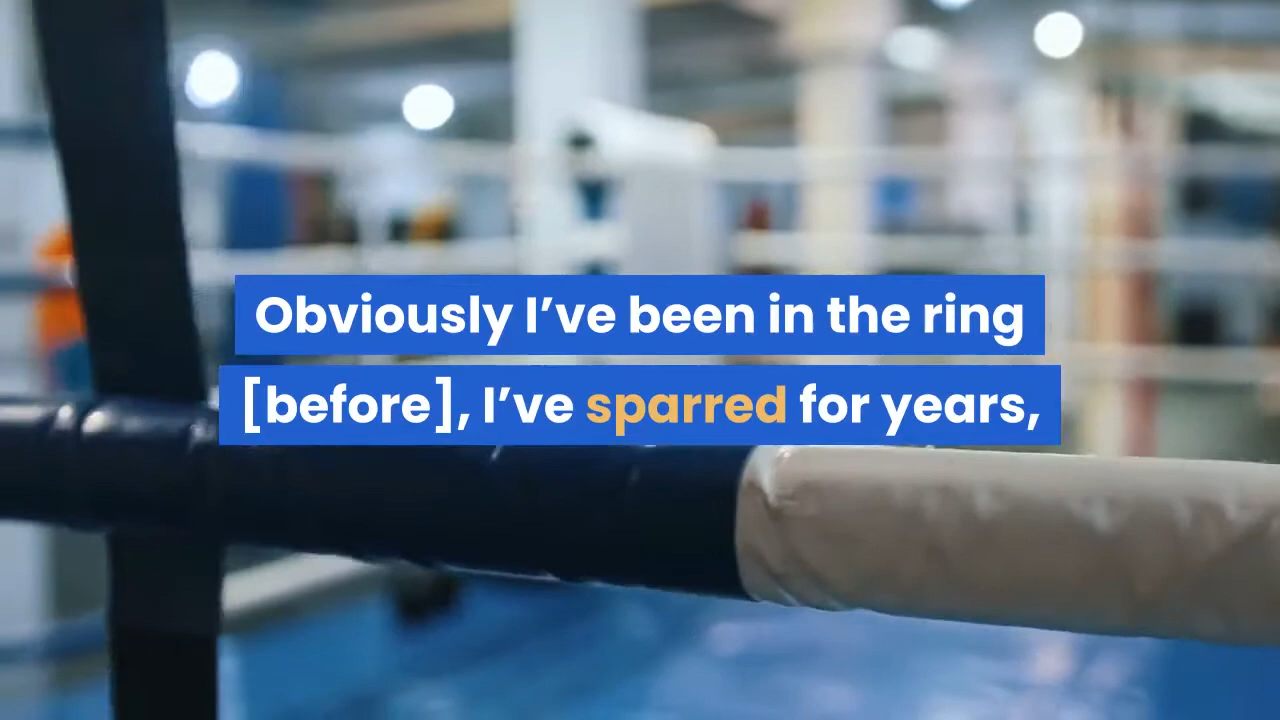 Obviously I’ve been in the ring
[before], I’ve sparred for years,